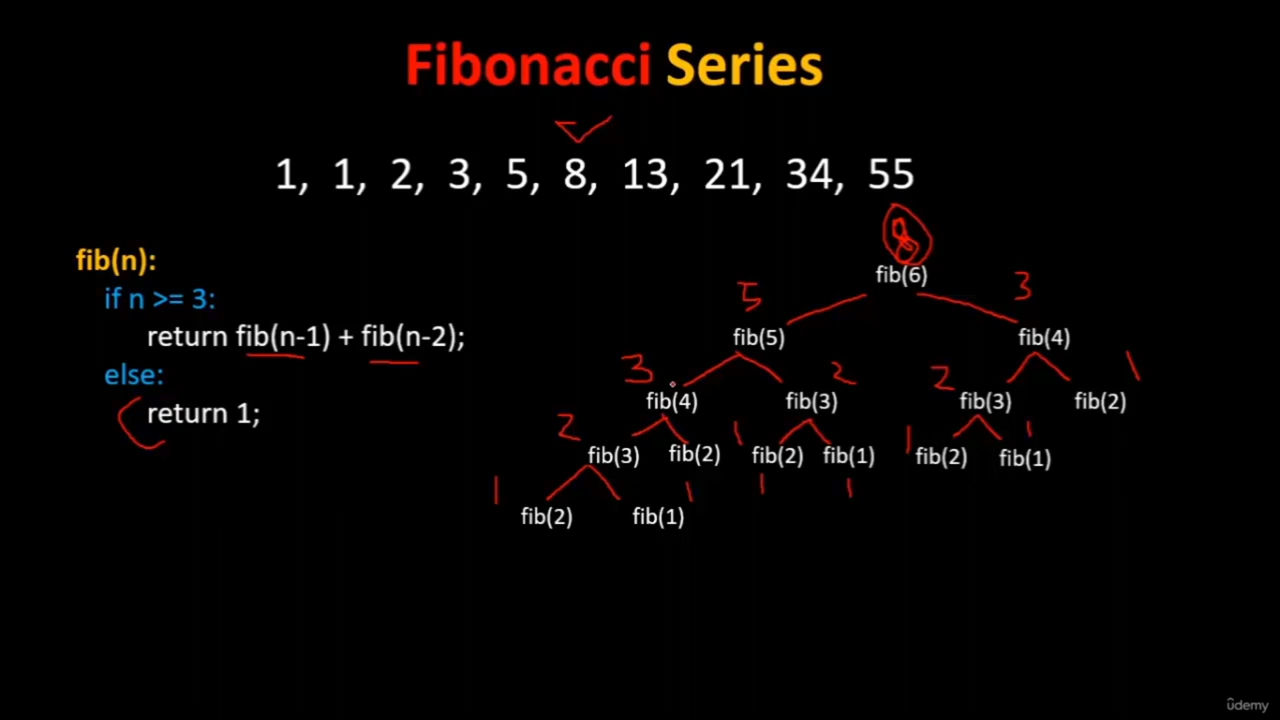 Fibonacci Series
1, 1, 2, 3, 5, 8, 13, 21, 34, 55
8
fib(n):
fib(6)
if n >= 3:
5
3
return fib(n-1) + fib(n-2);
fib(5)
fib(4)
else:
3
2
2
1
return 1;
fib(4)
fib(3)
fib(3)
fib(2)
2
1
1
1
fib(3)
fib(2)
fib(2)
fib(1)
fib(2)
fib(1)
1
1
1
1
fib(2)
fib(1)
ûdemy